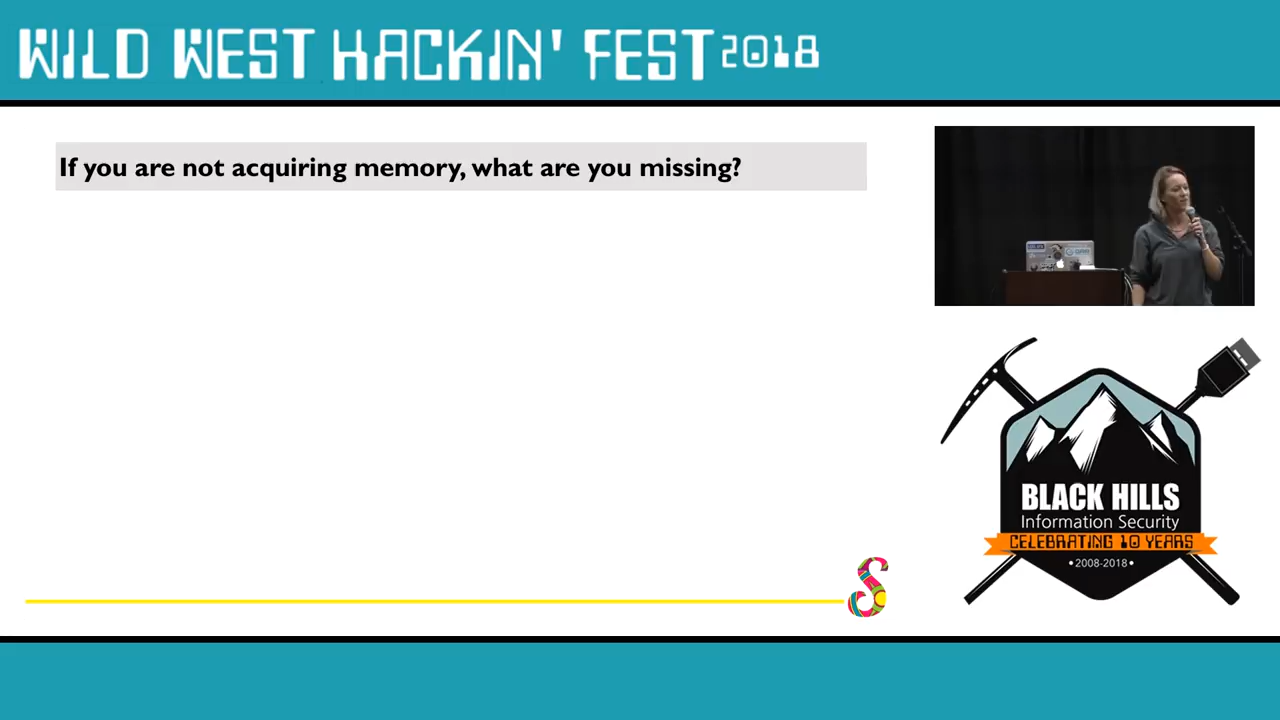 WILD WEST HACKIN' FEST 2018
If you are not acquiring memory, what are you missing?
BLACK HILLS
Information Security
CELEBRATING 10 YEARS
•2008-2018•